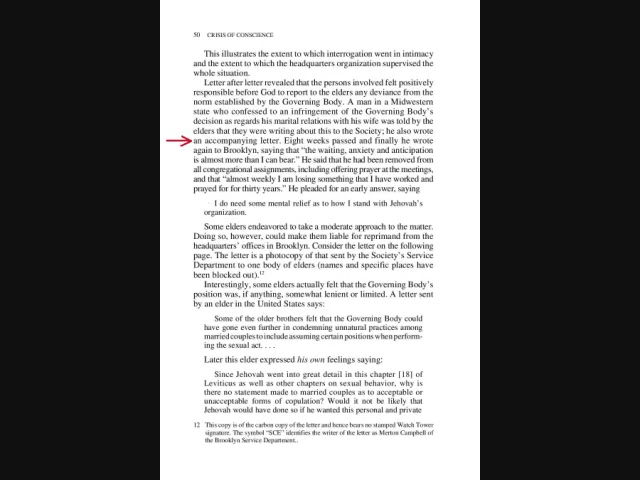 50 CRISIS OF CONSCIENCE
This illustrates the extent to which interrogation went in intimacy
and the extent to which the headquarters organization supervised the
whole situation.
Letter after letter revealed that the persons involved felt positively
responsible before God to report to the elders any deviance from the
norm established by the Governing Body. A man in a Midwestern
state who confessed to an infringement of the Governing Body's
decision as regards his marital relations with his wife was told by the
elders that they were writing about this to the Society; he also wrote
an accompanying letter. Eight weeks passed and finally he wrote
again to Brooklyn, saying that "the waiting, anxiety and anticipation
is almost more than I can bear." He said that he had been removed from
all congregational assignments, including offering prayer at the meetings,
and that "almost weekly I am losing something that I have worked and
prayed for for thirty years." He pleaded for an early answer, saying
I do need some mental relief as to how I stand with Jehovah's
organization.
Some elders endeavored to take a moderate approach to the matter.
Doing so, however, could make them liable for reprimand from the
headquarters' offices in Brooklyn. Consider the letter on the following
page. The letter is a photocopy of that sent by the Society's Service
Department to one body of elders (names and specific places have
been blocked out).12
Interestingly, some elders actually felt that the Governing Body's
position was, if anything, somewhat lenient or limited. A letter sent
by an elder in the United States says:
Some of the older brothers felt that the Governing Body could
have gone even further in condemning unnatural practices among
married couples to include assuming certain positions when perform-
ing the sexual act. . . .
Later this elder expressed his own feelings saying:
Since Jehovah went into great detail in this chapter [18] of
Leviticus as well as other chapters on sexual behavior, why is
there no statement made to married couples as to acceptable or
unacceptable forms of copulation? Would it not be likely that
Jehovah would have done so if he wanted this personal and private
12 This copy is of the carbon copy of the letter and hence bears no stamped Watch Tower
signature. The symbol "SCE" identifies the writer of the letter as Merton Campbell of
the Brooklyn Service Department..